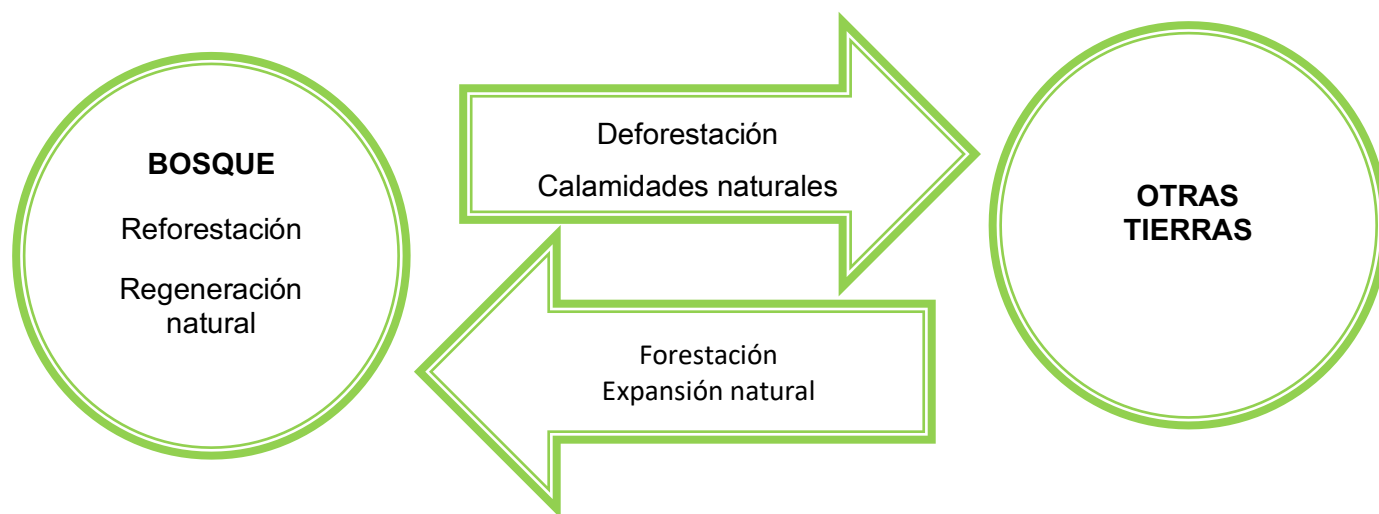 BOSQUE
Reforestación
Regeneración
natural
Deforestación
Calamidades naturales
Forestación
Expansión natural
OTRAS
TIERRAS